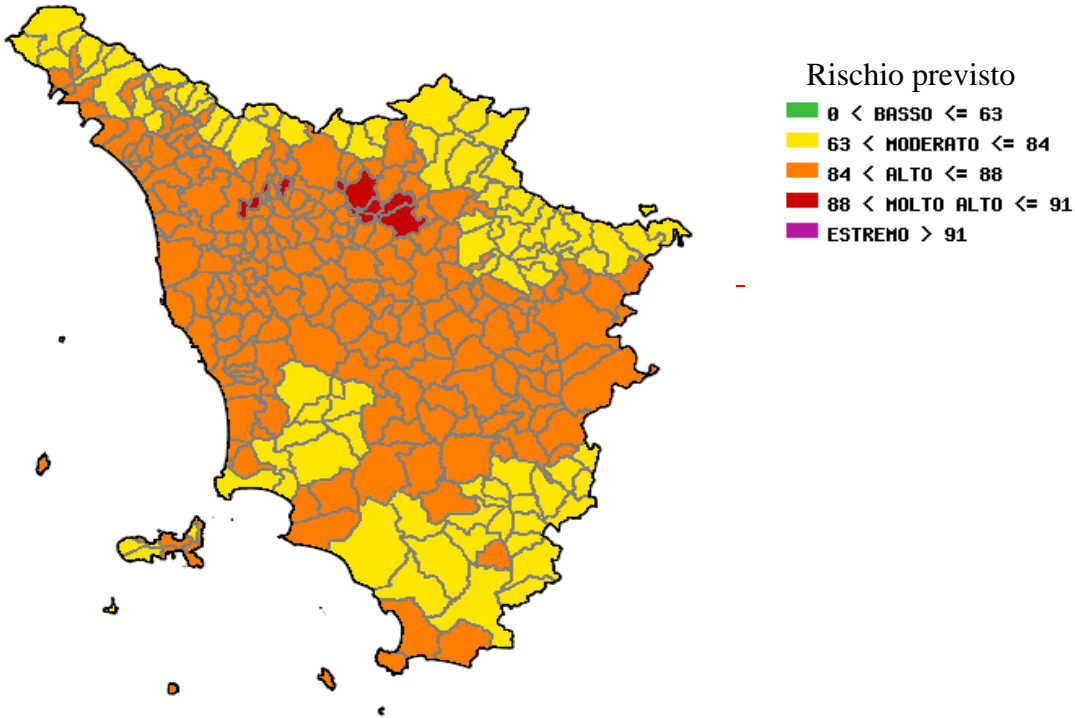 Rischio previsto
0 < BASSO <= 63
63 < MODERATO <= 84
84 < ALTO <= 88
88 < MOLTO ALTO <= 91
ESTREMO > 91